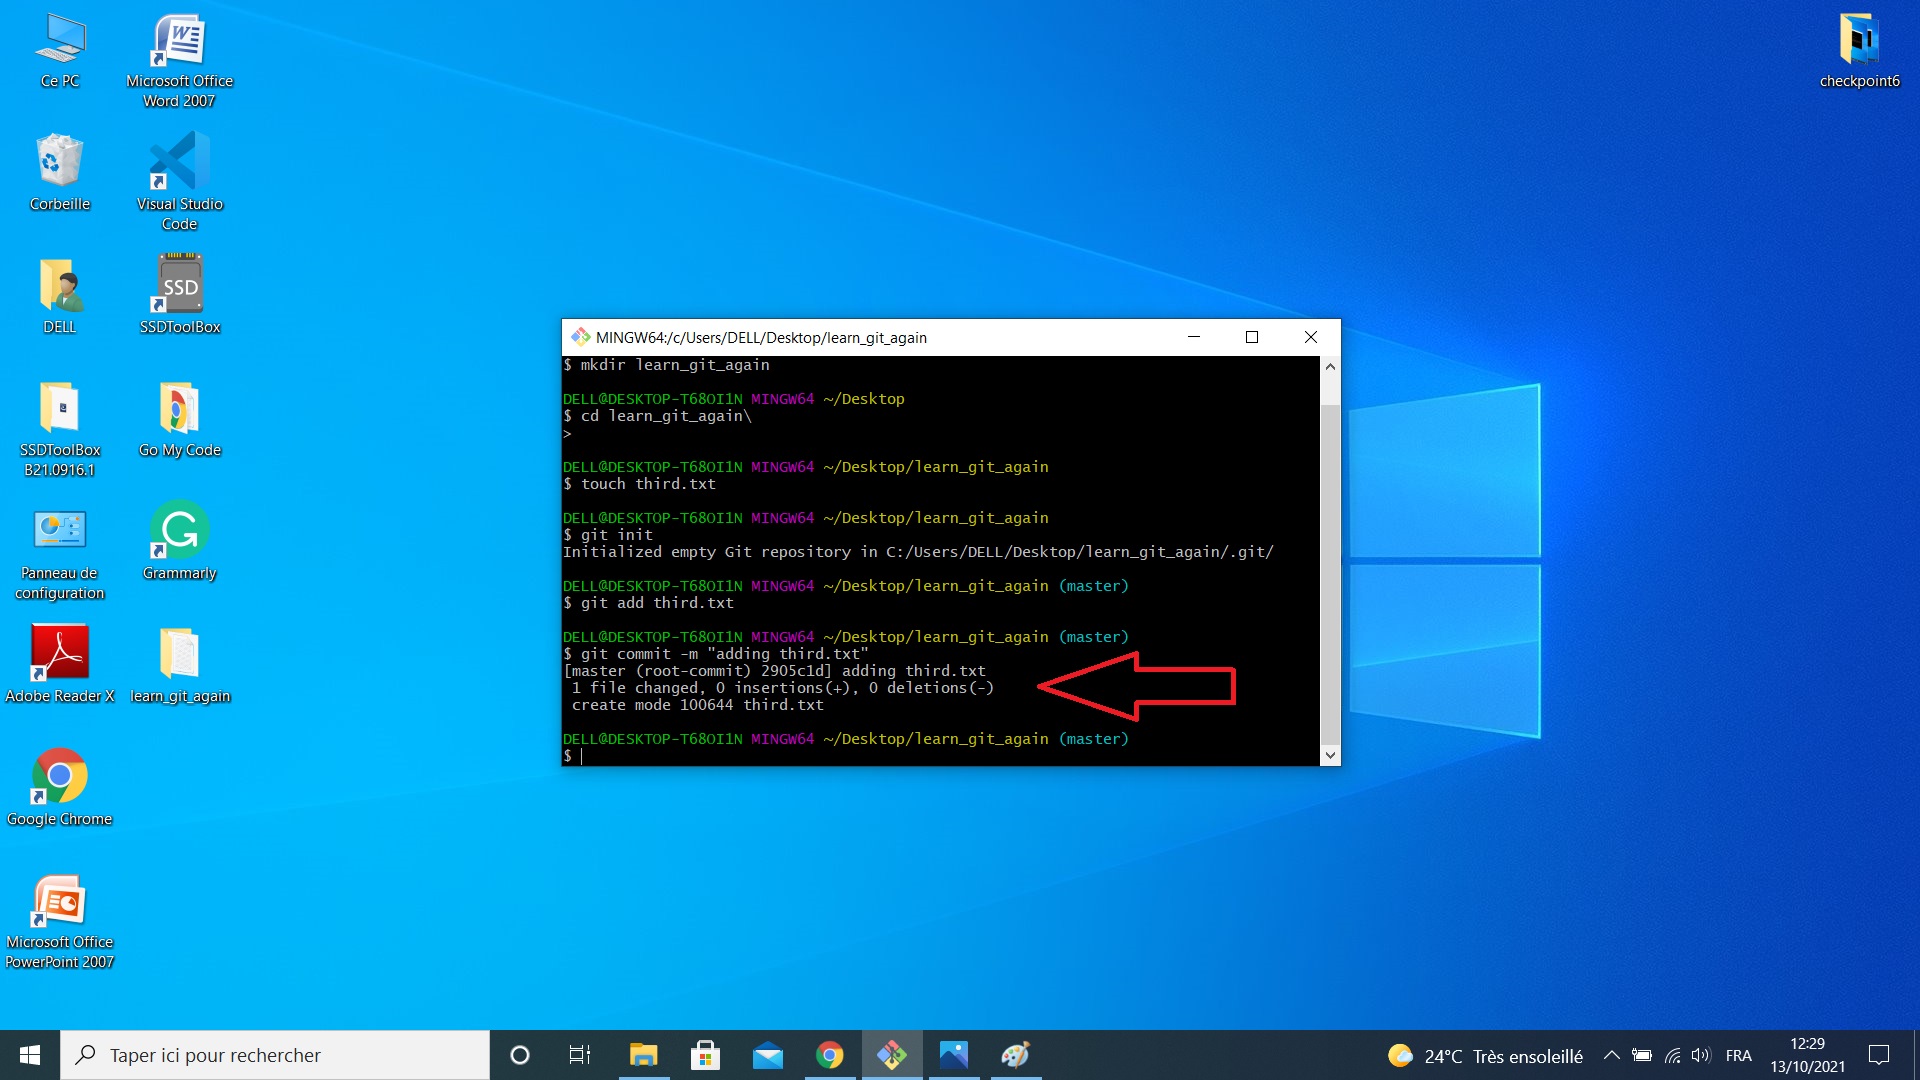 Ce PC
Microsoft Office
Word 2007
Corbeille
Visual Studio
Code
DELL
SSD
SSDToolBox
SSDToolBox
B21.0916.1
Go My Code
Panneau de
configuration
Grammarly
Adobe Reader X
learn_git_again
Google Chrome
Microsoft Office
PowerPoint 2007
checkpoint6
MINGW64:/c/Users/DELL/Desktop/learn_git_again
$ mkdir learn_git_again
DELL@DESKTOP-T68OI1N MINGW64 ~/Desktop
$ cd learn_git_again\
>
DELL@DESKTOP-T68OI1N MINGW64 ~/Desktop/learn_git_again
$ touch third.txt
DELL@DESKTOP-T68OI1N MINGW64 ~/Desktop/learn_git_again
$ git init
Initialized empty Git repository in C:/Users/DELL/Desktop/learn_git_again/.git/
DELL@DESKTOP-T68OI1N MINGW64 ~/Desktop/learn_git_again (master)
$ git add third.txt
DELL@DESKTOP-T68OI1N MINGW64 ~/Desktop/learn_git_again (master)
$ git commit -m "adding third.txt"
[master (root-commit) 2905c1d] adding third.txt
1 file changed, 0 insertions(+), 0 deletions(-)
create mode 100644 third.txt
DELL@DESKTOP-T68OI1N MINGW64 ~/Desktop/learn_git_again (master)
$
Taper ici pour rechercher
24°C Très ensoleillé
FRA
12:29
13/10/2021